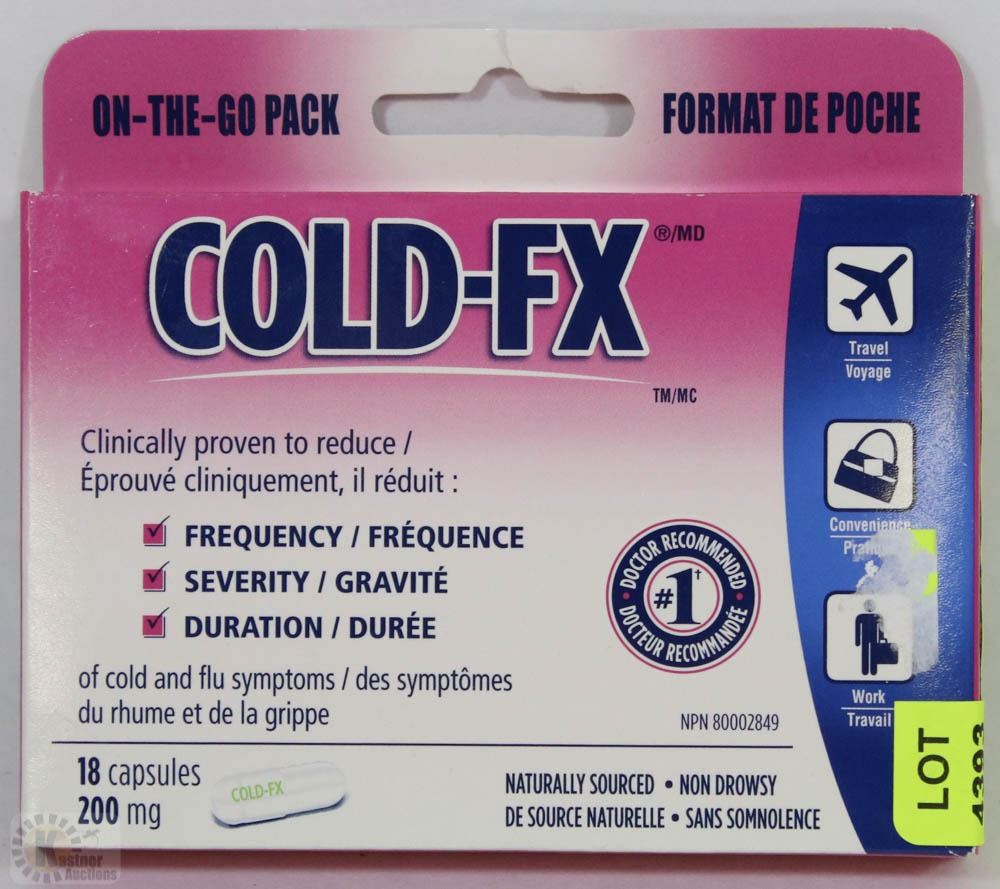 ON-THE-GO PACK
FORMAT DE POCHE
COLD-FX ®/MD
TM/MC
Travel
Voyage
Clinically proven to reduce /
Éprouvé cliniquement, il réduit :
FREQUENCY / FRÉQUENCE
SEVERITY / GRAVITÉ
DURATION / DURÉE
of cold and flu symptoms / des symptômes
du rhume et de la grippe
DOCTOR RECOMMENDED
#1†
DOCTEUR RECOMMANDÉE
NPN 80002849
Convenience
Work
Travail
18 capsules
200 mg
COLD-FX
NATURALLY SOURCED • NON DROWSY
DE SOURCE NATURELLE • SANS SOMNOLENCE
LOT
Kastner
Auctions